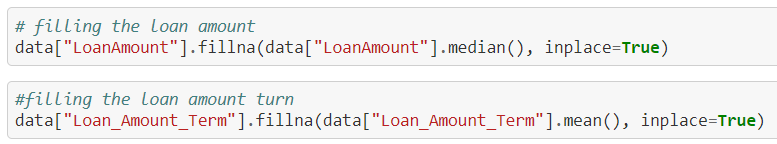 # filling the loan amount
data["LoanAmount"].fillna(data["LoanAmount"].median(), inplace=True)
#filling the loan amount turn
data["Loan_Amount_Term"].fillna(data["Loan_Amount_Term"].mean(), inplace=True)